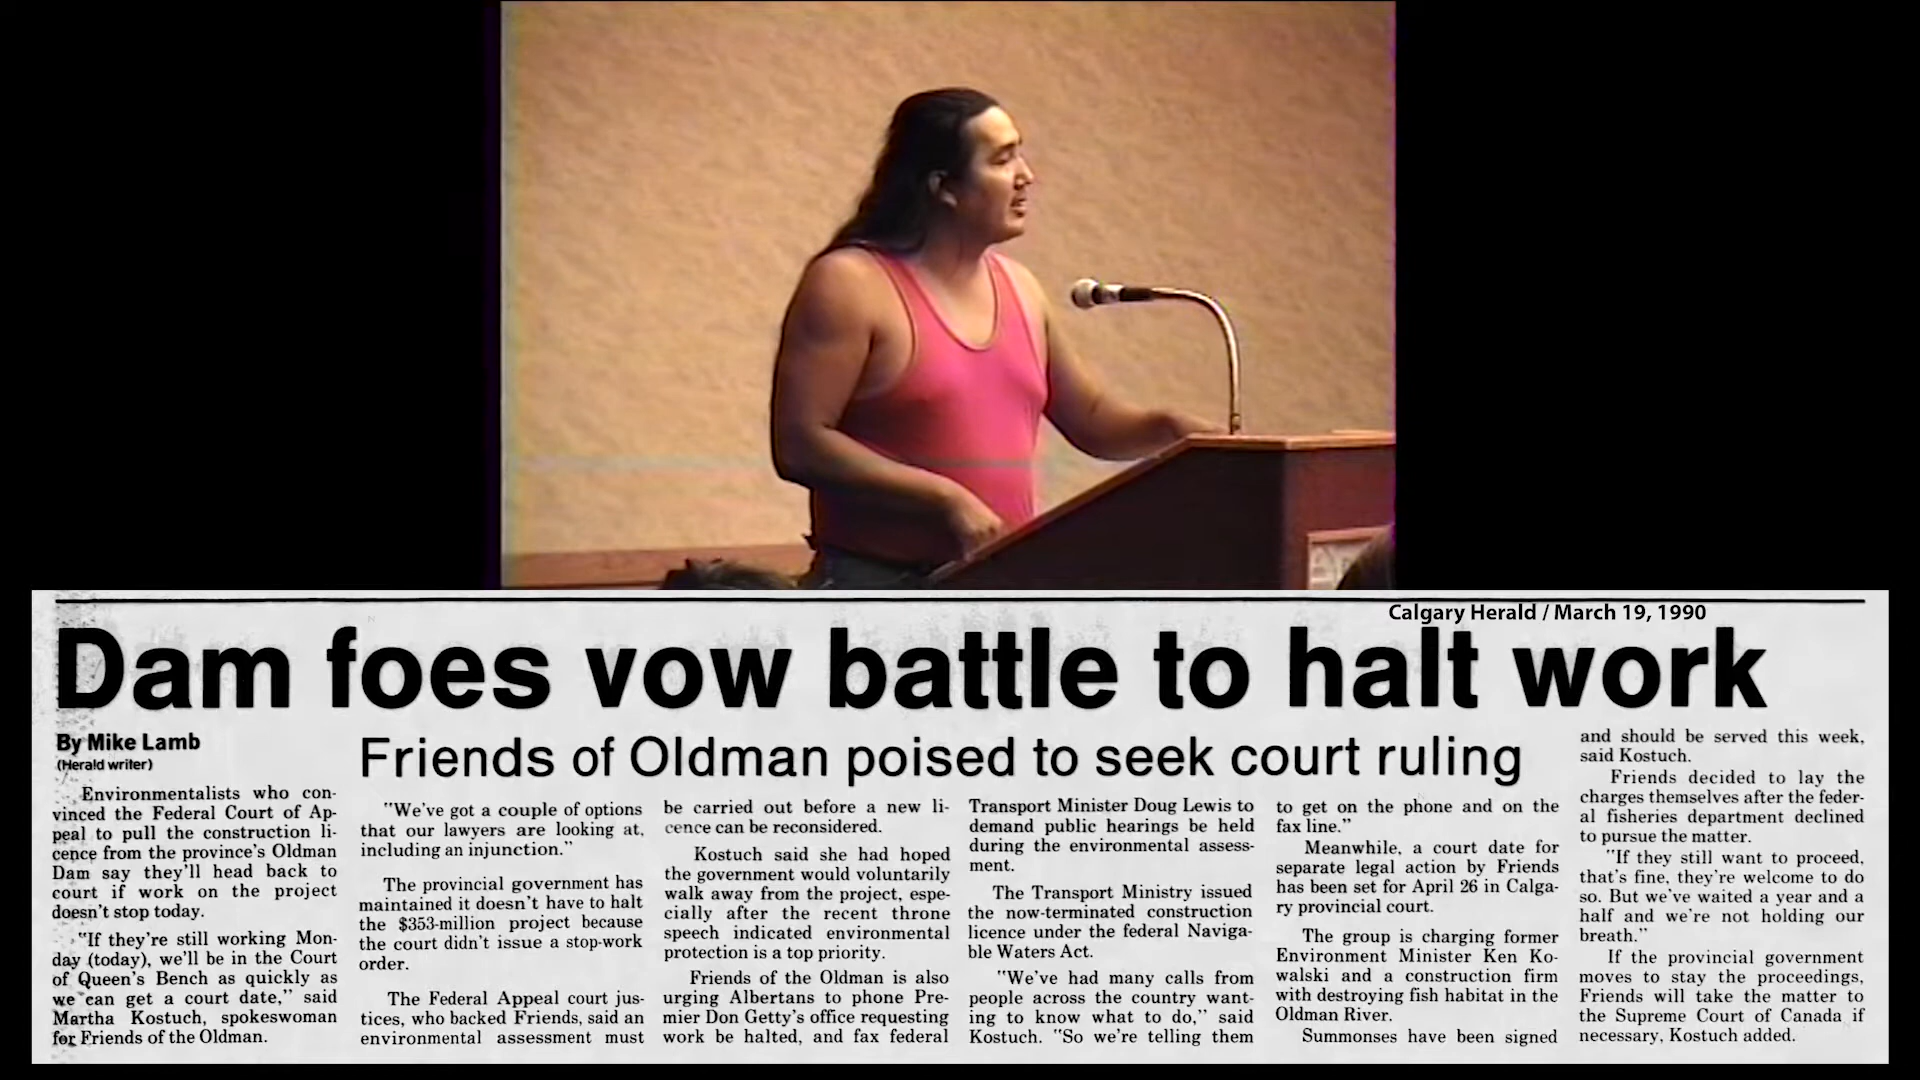 Calgary Herald / March 19, 1990
Dam foes vow battle to halt work
By Mike Lamb
(Herald writer)
Friends of Oldman poised to seek court ruling
Environmentalists who con-
vinced the Federal Court of Ap-
peal to pull the construction li-
cence from the province's Oldman
Dam say they'll head back to
court if work on the project
doesn't stop today.
"If they're still working Mon-
day (today), we'll be in the Court
of Queen's Bench as quickly as
we can get a court date," said
Martha Kostuch, spokeswoman
for Friends of the Oldman.
"We've got a couple of options
that our lawyers are looking at,
including an injunction."
The provincial government has
maintained it doesn't have to halt
the $353-million project because
the court didn't issue a stop-work
order.
The Federal Appeal court jus-
tices, who backed Friends, said an
environmental assessment must
be carried out before a new li-
cence can be reconsidered.
Kostuch said she had hoped
the government would voluntarily
walk away from the project, espe-
cially after the recent throne
speech indicated environmental
protection is a top priority.
Friends of the Oldman is also
urging Albertans to phone Pre-
mier Don Getty's office requesting
work be halted, and fax federal
Transport Minister Doug Lewis to
demand public hearings be held
during the environmental assess-
ment.
The Transport Ministry issued
the now-terminated construction
licence under the federal Naviga-
ble Waters Act.
"We've had many calls from
people across the country want-
ing to know what to do," said
Kostuch. "So we're telling them
to get on the phone and on the
fax line."
Meanwhile, a court date for
separate legal action by Friends
has been set for April 26 in Calga-
ry provincial court.
The group is charging former
Environment Minister Ken Ko-
walski and a construction firm
with destroying fish habitat in the
Oldman River.
Summonses have been signed
and should be served this week,
said Kostuch.
Friends decided to lay the
charges themselves after the feder-
al fisheries department declined
to pursue the matter.
"If they still want to proceed,
that's fine, they're welcome to do
so. But we've waited a year and a
half and we're not holding our
breath."
If the provincial government
moves to stay the proceedings,
Friends will take the matter to
the Supreme Court of Canada if
necessary, Kostuch added.